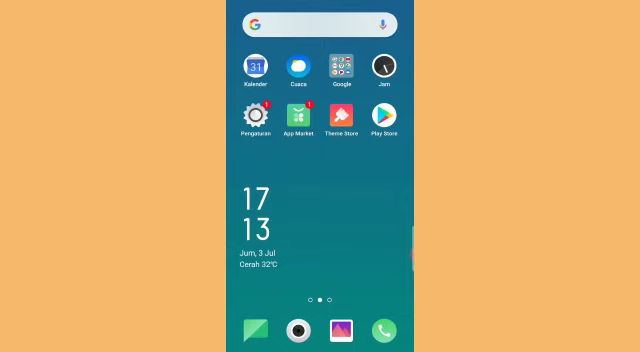 31
Kalender
Cuaca
Google
Jam
1
1
Pengaturan
App Market
Theme Store
Play Store
17
13
Jum, 3 Jul
Cerah 32°C